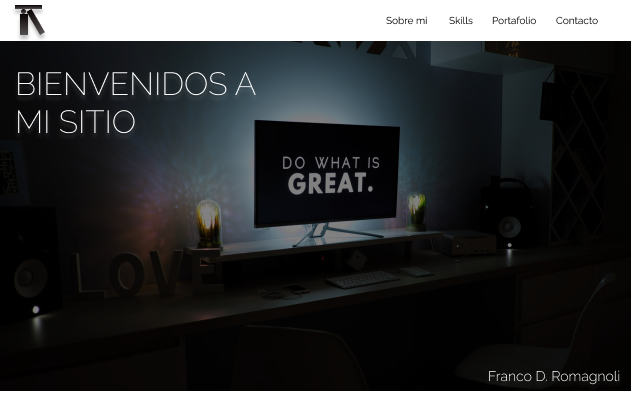 Sobre mi Skills Portafolio Contacto
BIENVENIDOS A
MI SITIO
DO WHAT IS
GREAT.
LOVE
Franco D. Romagnoli